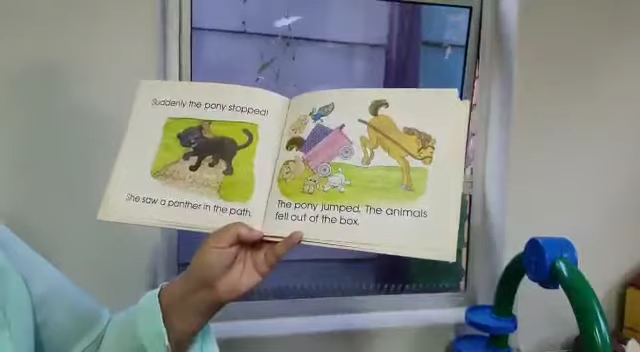 Suddenly the pony stopped!
She saw a panther in the path.
The pony jumped. The animals
fell out of the box.